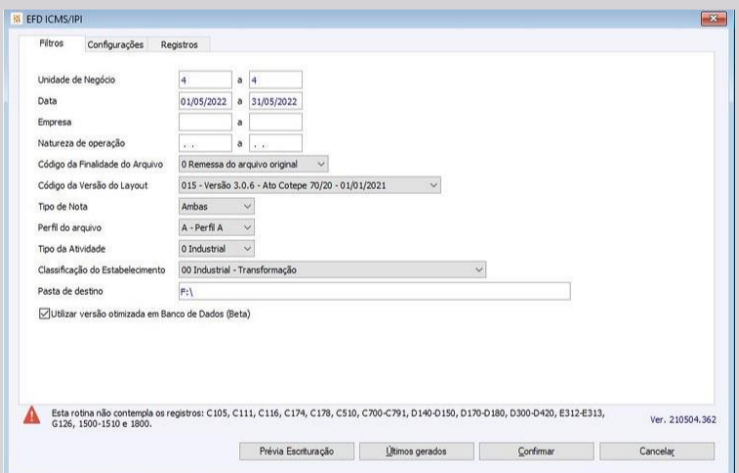 EFD ICMS/IPI
Filtros Configurações Registros
Unidade de Negócio 4 a 4
Data 01/05/2022 a 31/05/2022
Empresa a
Natureza de operação . . a . .
Código da Finalidade do Arquivo 0 Remessa do arquivo original
Código da Versão do Layout 015 - Versão 3.0.6 - Ato Cotepe 70/20 - 01/01/2021
Tipo de Nota Ambas
Perfil do arquivo A - Perfil A
Tipo da Atividade 0 Industrial
Classificação do Estabelecimento 00 Industrial - Transformação
Pasta de destino F:\
Utilizar versão otimizada em Banco de Dados (Beta)
Esta rotina não contempla os registros: C105, C111, C116, C174, C178, C510, C700-C791, D140-D150, D170-D180, D300-D420, E312-E313,
G126, 1500-1510 e 1800.
Ver. 210504.362
Prévia Escrituração Últimos gerados Confirmar Cancelar